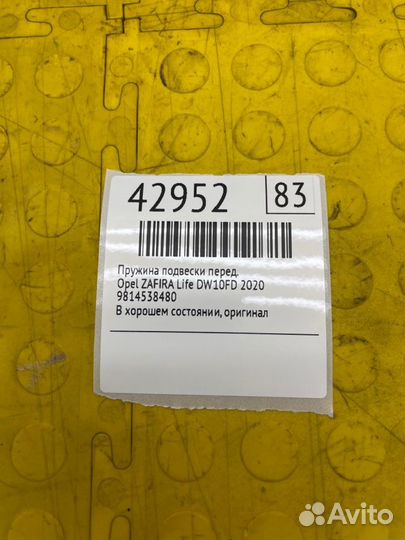 42952 83
Пружина подвески перед.
Opel ZAFIRA Life DW10FD 2020
9814538480
В хорошем состоянии, оригинал
Avito